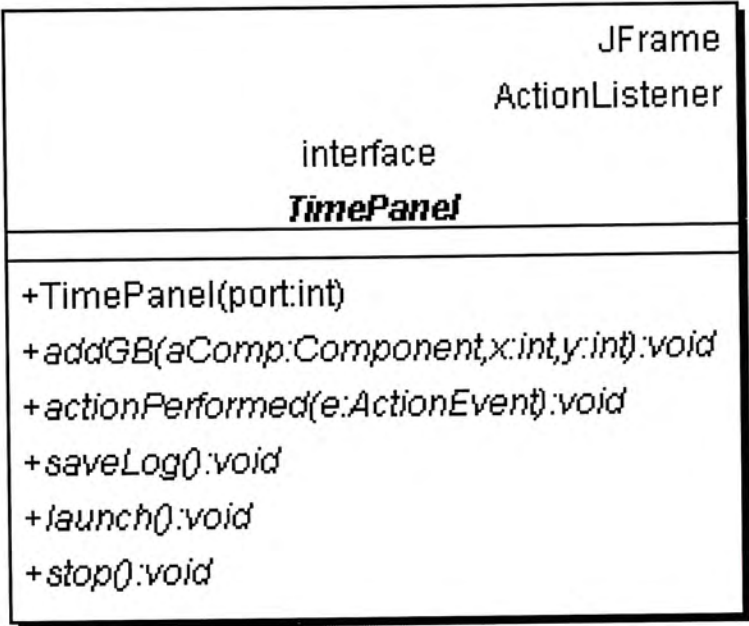 JFrame
ActionListener
interface
TimePanel
+TimePanel(port:int)
+addGB(aComp:Component,x:int,y:int):void
+actionPerformed(e:ActionEvent):void
+saveLog():void
+launch():void
+stop():void